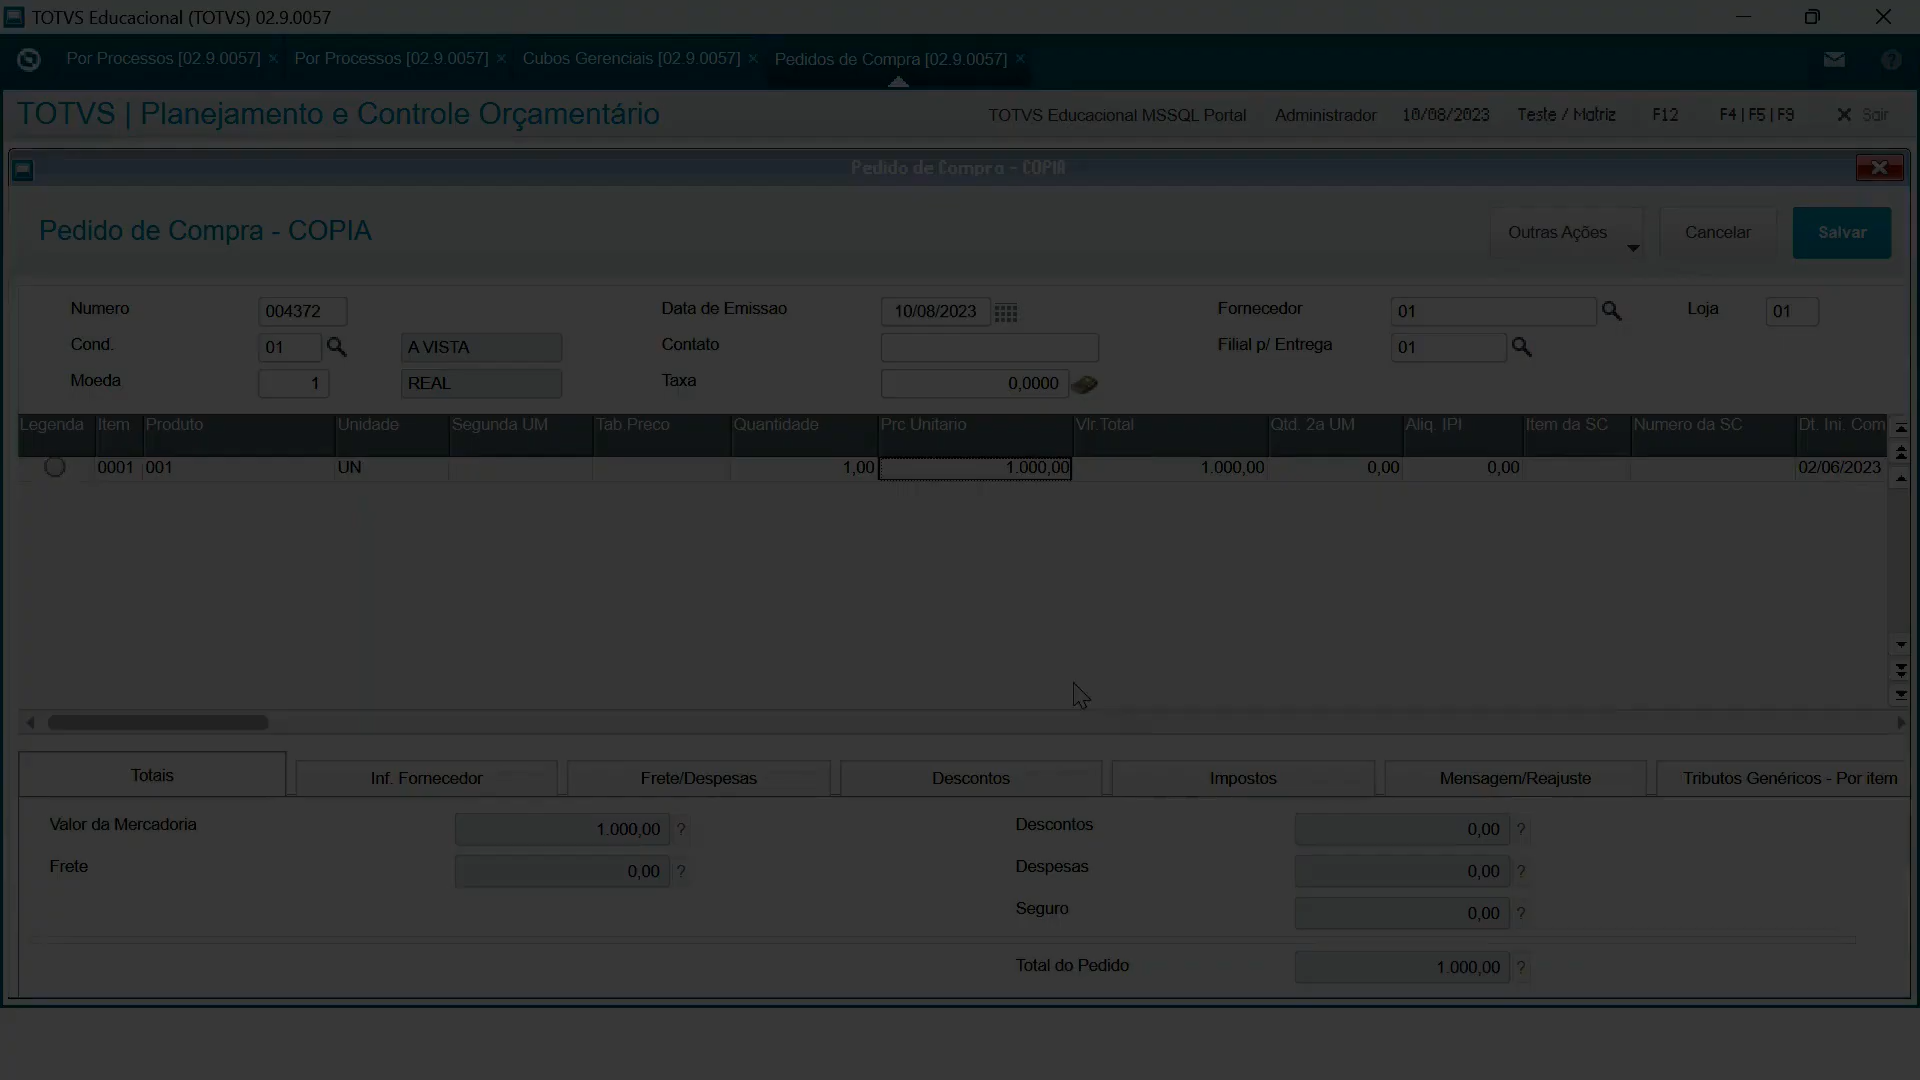 TOTVS Educacional (TOTVS) 02.9.0057
Por Processos [02.9.0057] × Por Processos [02.9.0057] × Cubos Gerenciais [02.9.0057] × Pedidos de Compra [02.9.0057] ×
TOTVS | Planejamento e Controle Orçamentário TOTVS Educacional MSSQL Portal Administrador 10/08/2023 Teste / Matriz F12 F4 | F5 | F9 Sair
Pedido de Compra - COPIA
Pedido de Compra - COPIA Outras Ações Cancelar Salvar
Numero 004372 Data de Emissao 10/08/2023 Fornecedor 01 Loja 01
Cond. 01 A VISTA Contato Filial p/ Entrega 01
Moeda 1 REAL Taxa 0,0000
Legenda Item Produto Unidade Segunda UM Tab.Preco Quantidade Prc Unitario Vlr.Total Qtd. 2a UM Aliq. IPI Item da SC Numero da SC Dt. Ini. Com
0001 001 UN 1,00 1.000,00 1.000,00 0,00 0,00 02/06/2023
Totais Inf. Fornecedor Frete/Despesas Descontos Impostos Mensagem/Reajuste Tributos Genéricos - Por item
Valor da Mercadoria 1.000,00 ? Descontos 0,00 ?
Frete 0,00 ? Despesas 0,00 ?
Seguro 0,00 ?
Total do Pedido 1.000,00 ?